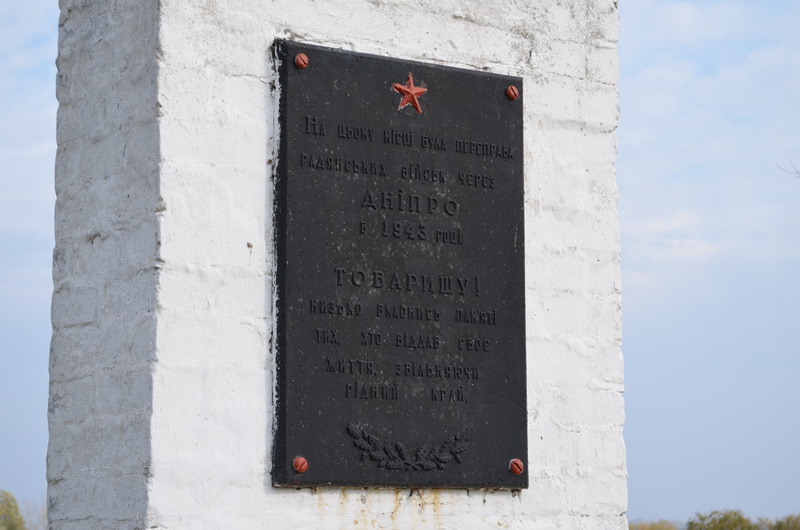 На цьому місці була переправа
радянських військ через
Дніпро
в 1943 році.
ТОВАРИШУ!
низько вклонись пам'яті
тих, хто віддав своє
життя, звільняючи
рідний край.